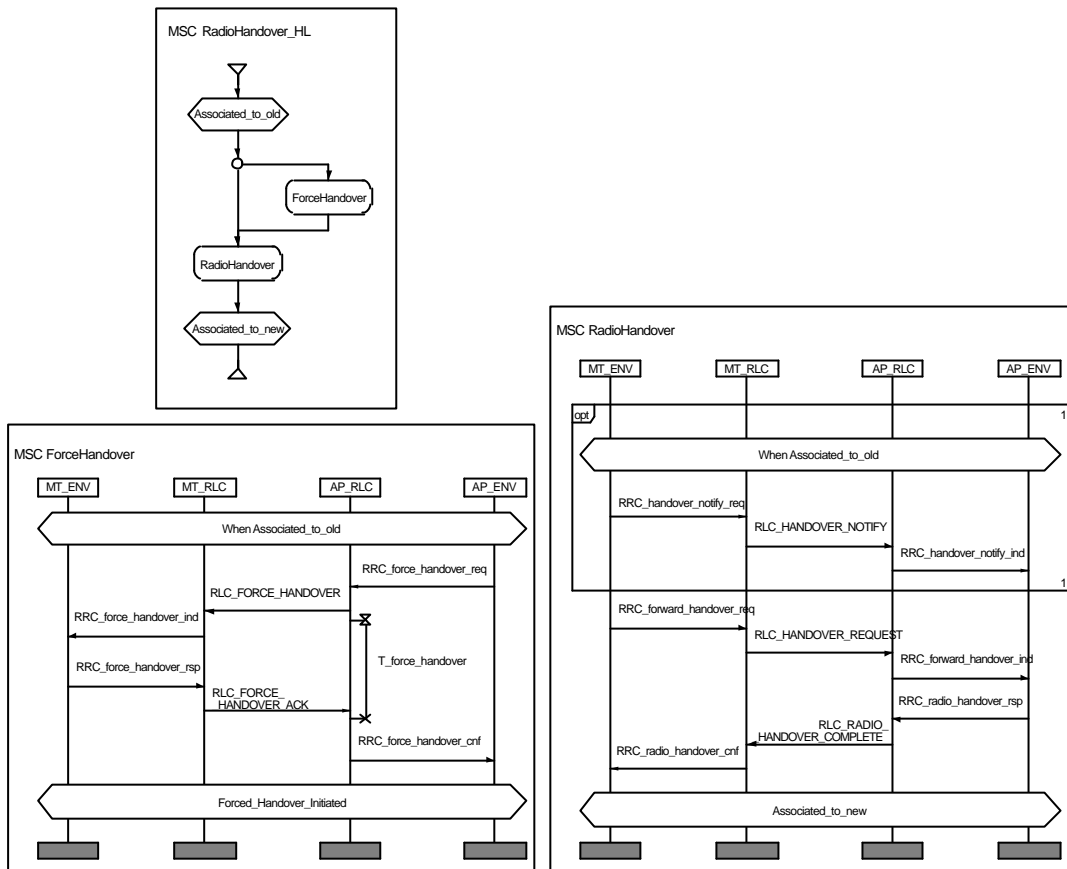 MSC RadioHandover_HL
Associated_to_old
ForceHandover
RadioHandover
Associated_to_new
MSC ForceHandover
MT_ENV
MT_RLC
AP_RLC
AP_ENV
When Associated_to_old
RRC_force_handover_req
RLC_FORCE_HANDOVER
RRC_force_handover_ind
T_force_handover
RRC_force_handover_rsp
RLC_FORCE_
HANDOVER_ACK
RRC_force_handover_cnf
Forced_Handover_Initiated
MSC RadioHandover
MT_ENV
MT_RLC
AP_RLC
AP_ENV
opt
1
When Associated_to_old
RRC_handover_notify_req
RLC_HANDOVER_NOTIFY
RRC_handover_notify_ind
1
RRC_forward_handover_req
RLC_HANDOVER_REQUEST
RRC_forward_handover_ind
RRC_radio_handover_rsp
RLC_RADIO_
HANDOVER_COMPLETE
RRC_radio_handover_cnf
Associated_to_new